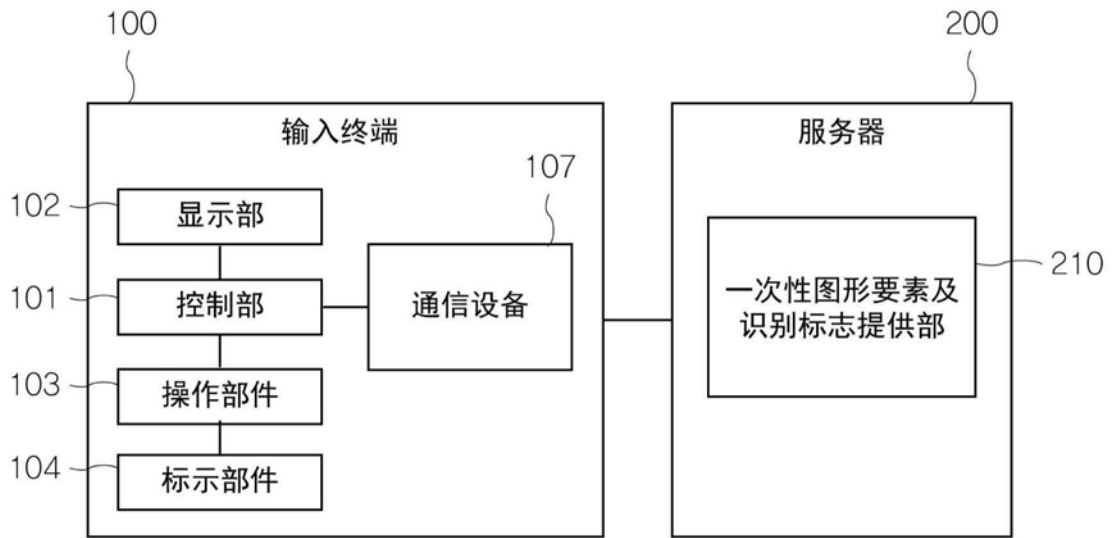 100
200
输入终端
服务器
107
102
显示部
101
控制部
通信设备
210
一次性图形要素及
识别标志提供部
103
操作部件
104
标示部件